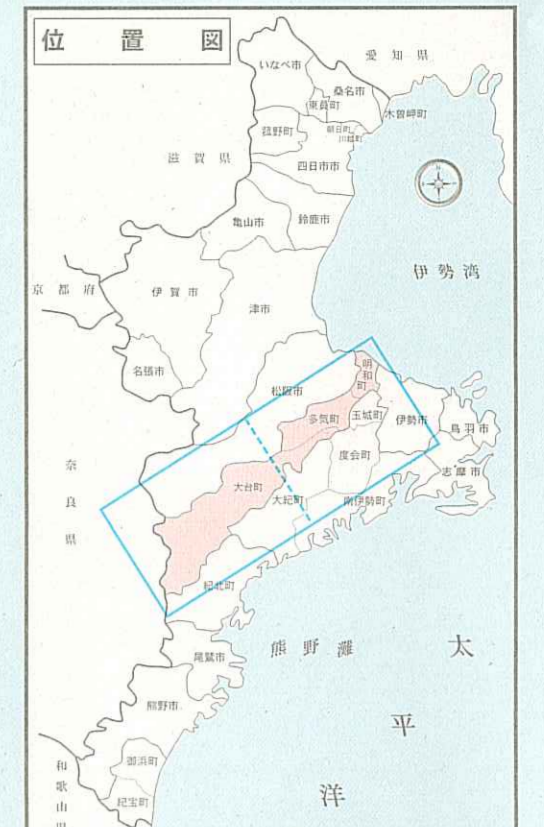 位置図
愛知県
いなべ市
桑名市
東員町
木曽岬町
菰野町
朝日町
川越町
滋賀県
四日市市
亀山市
鈴鹿市
伊勢湾
京都府
伊賀市
津市
名張市
松阪市
明和町
多気町
玉城町
伊勢市
鳥羽市
度会町
志摩市
奈良県
大台町
大紀町
南伊勢町
紀北町
熊野灘
太平洋
尾鷲市
熊野市
御浜町
紀宝町
和歌山県